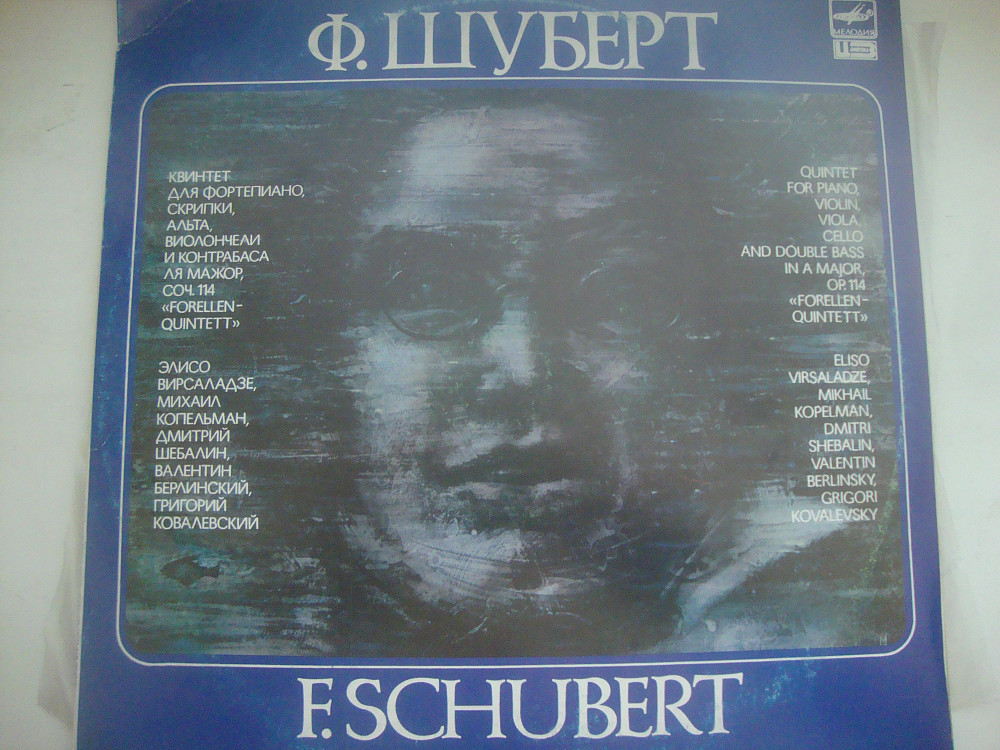 Ф. ШУБЕРТ
МЕЛОДИЯ
КВИНТЕТ
ДЛЯ ФОРТЕПИАНО,
СКРИПКИ,
АЛЬТА,
ВИОЛОНЧЕЛИ
И КОНТРАБАСА
ЛЯ МАЖОР,
СОЧ. 114
«FORELLEN-
QUINTETT»
ЭЛИСО
ВИРСАЛАДЗЕ,
МИХАИЛ
КОПЕЛЬМАН,
ДМИТРИЙ
ШЕБАЛИН,
ВАЛЕНТИН
БЕРЛИНСКИЙ,
ГРИГОРИЙ
КОВАЛЕВСКИЙ
QUINTET
FOR PIANO,
VIOLIN,
VIOLA,
CELLO
AND DOUBLE BASS
IN A MAJOR,
OP. 114
«FORELLEN-
QUINTETT»
ELISO
VIRSALADZE,
MIKHAIL
KOPELMAN,
DMITRI
SHEBALIN,
VALENTIN
BERLINSKY,
GRIGORI
KOVALEVSKY
F. SCHUBERT